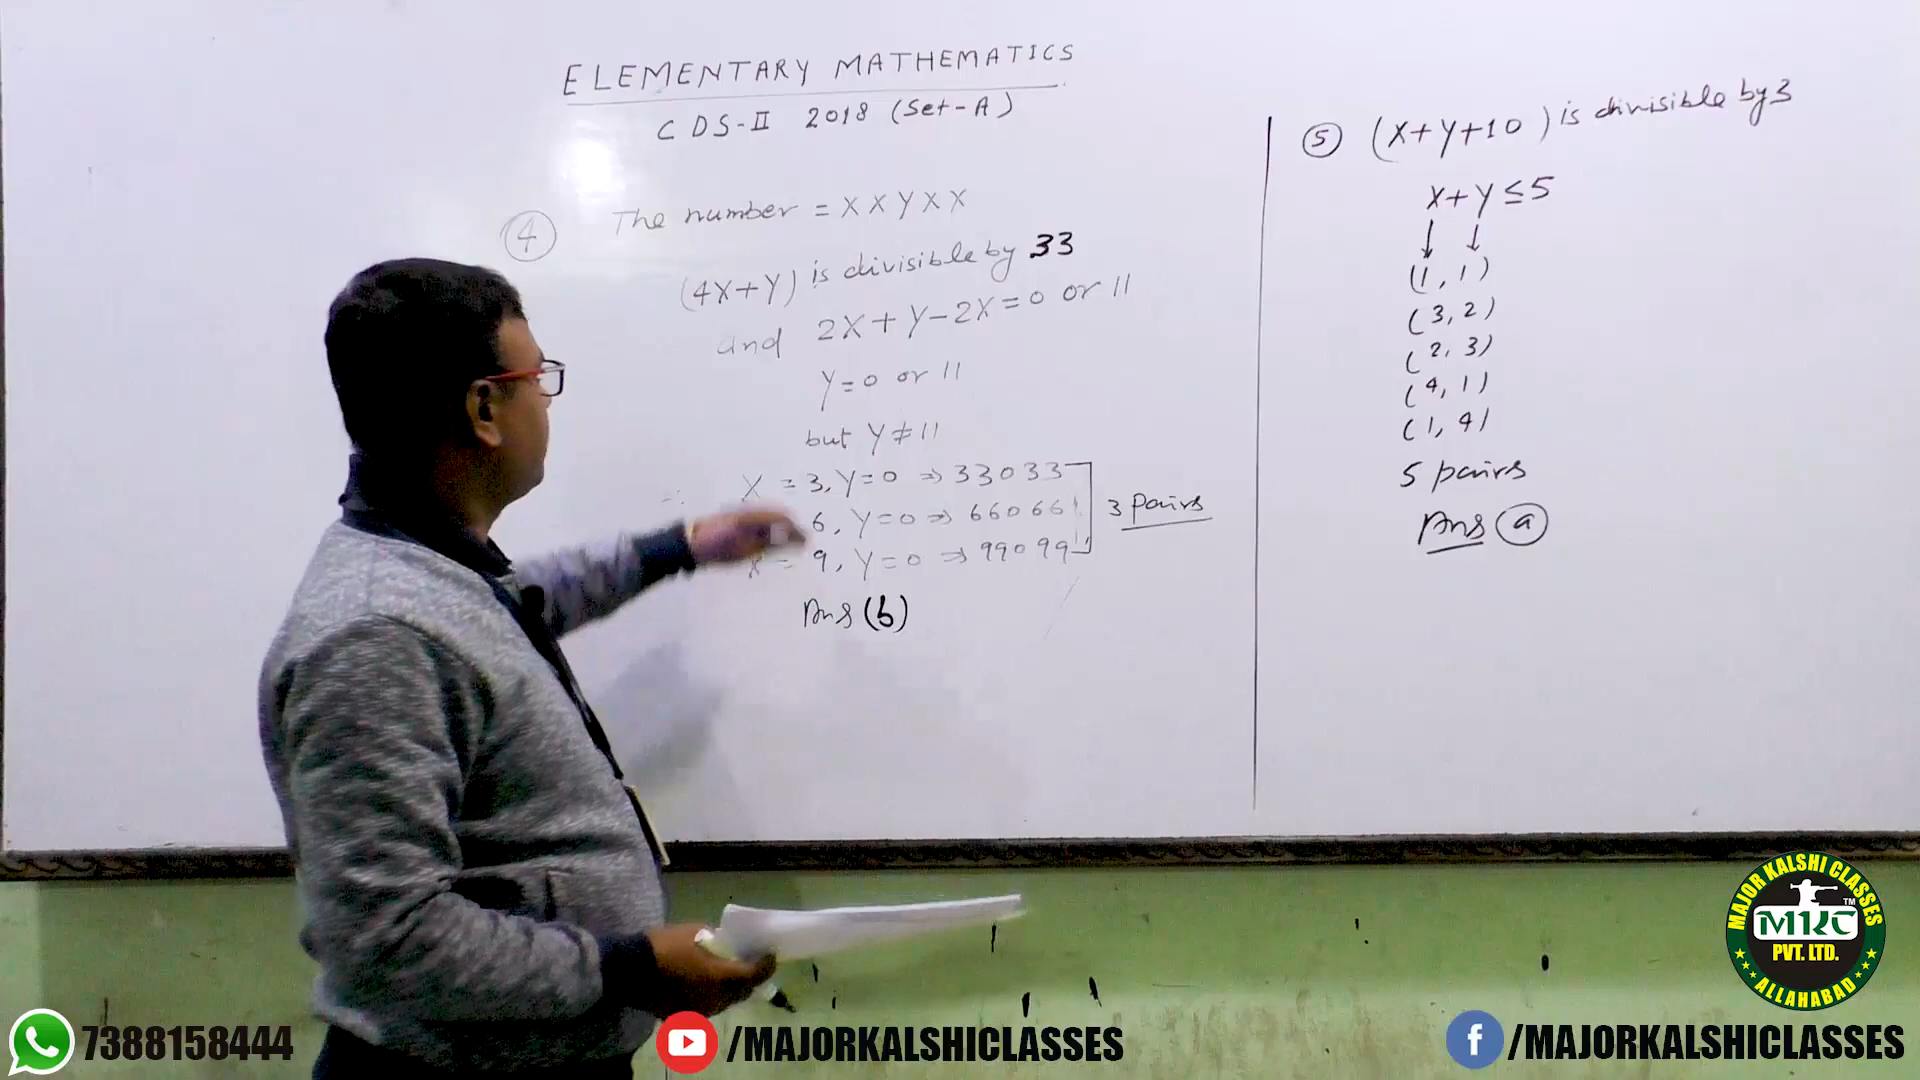 ELEMENTARY MATHEMATICS
CDS-II 2018 (Set-A)
4 The number = X X Y X X
(4X+Y) is divisible by 33
and 2X+Y-2X=0 or 11
Y=0 or 11
but Y≠11
∴ X = 3, Y=0 ⇒ 33033
6, Y=0 ⇒ 66066
X = 9, Y=0 ⇒ 99099
3 pairs
Ans (b)
5 (X+Y+10) is divisible by 3
X+Y≤5
↓ ↓
(1, 1)
(3, 2)
(2, 3)
(4, 1)
(1, 4)
5 pairs
Ans a
MAJOR KALSHI CLASSES
MKC TM
PVT. LTD.
ALLAHABAD
7388158444
/MAJORKALSHICLASSES
/MAJORKALSHICLASSES